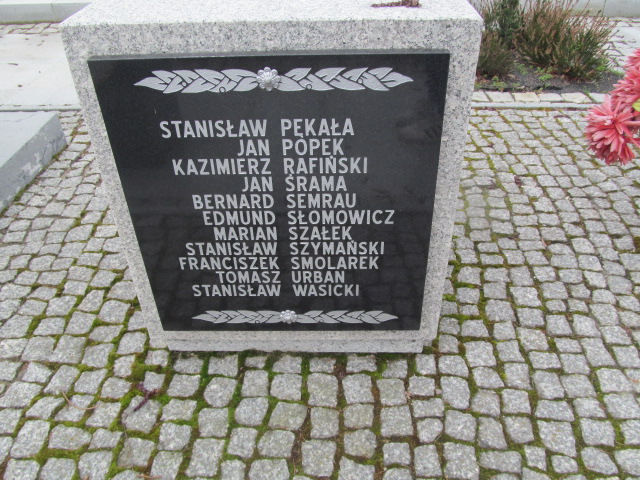 STANISŁAW PĘKAŁA
JAN POPEK
KAZIMIERZ RAFIŃSKI
JAN ŚRAMA
BERNARD SEMRAU
EDMUND SŁOMOWICZ
MARIAN SZAŁEK
STANISŁAW SZYMAŃSKI
FRANCISZEK SMOLAREK
TOMASZ URBAN
STANISŁAW WASICKI